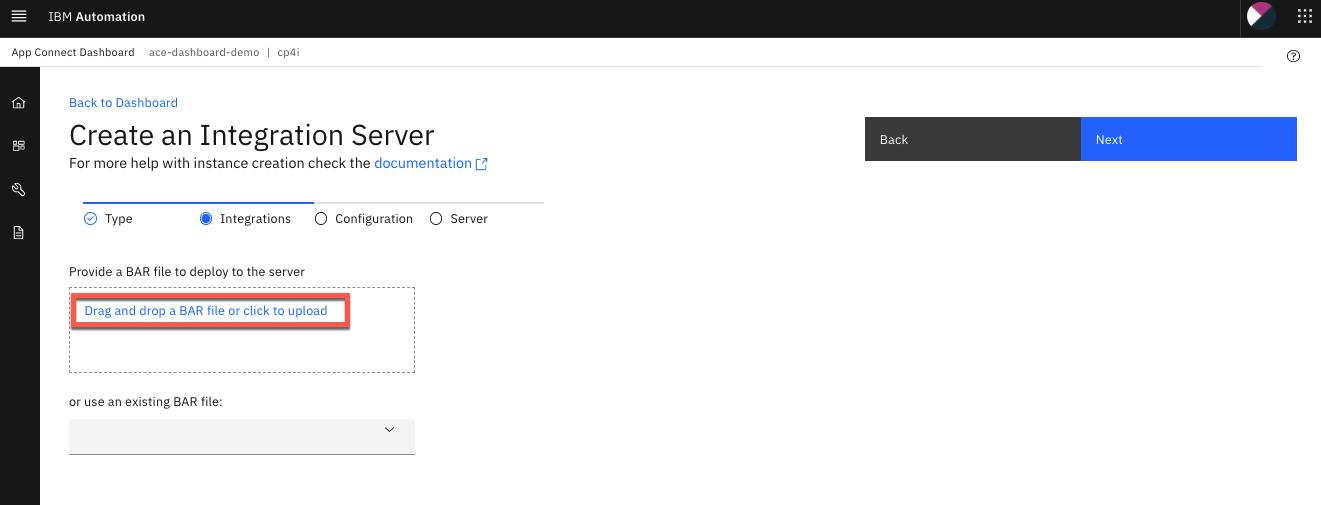 IBM Automation
App Connect Dashboard ace-dashboard-demo | cp4i
Back to Dashboard
Create an Integration Server
For more help with instance creation check the documentation
Back
Next
Type
Integrations
Configuration
Server
Provide a BAR file to deploy to the server
Drag and drop a BAR file or click to upload
or use an existing BAR file: